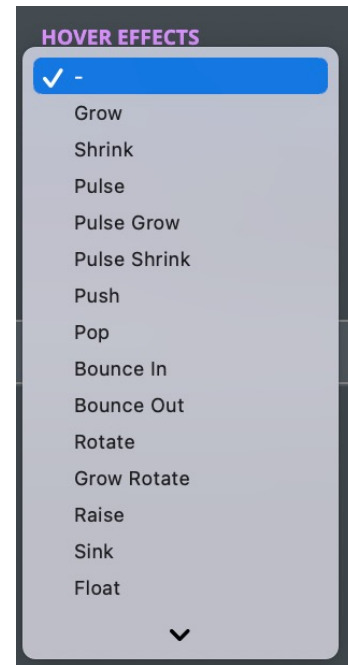 HOVER EFFECTS
-
Grow
Shrink
Pulse
Pulse Grow
Pulse Shrink
Push
Pop
Bounce In
Bounce Out
Rotate
Grow Rotate
Raise
Sink
Float